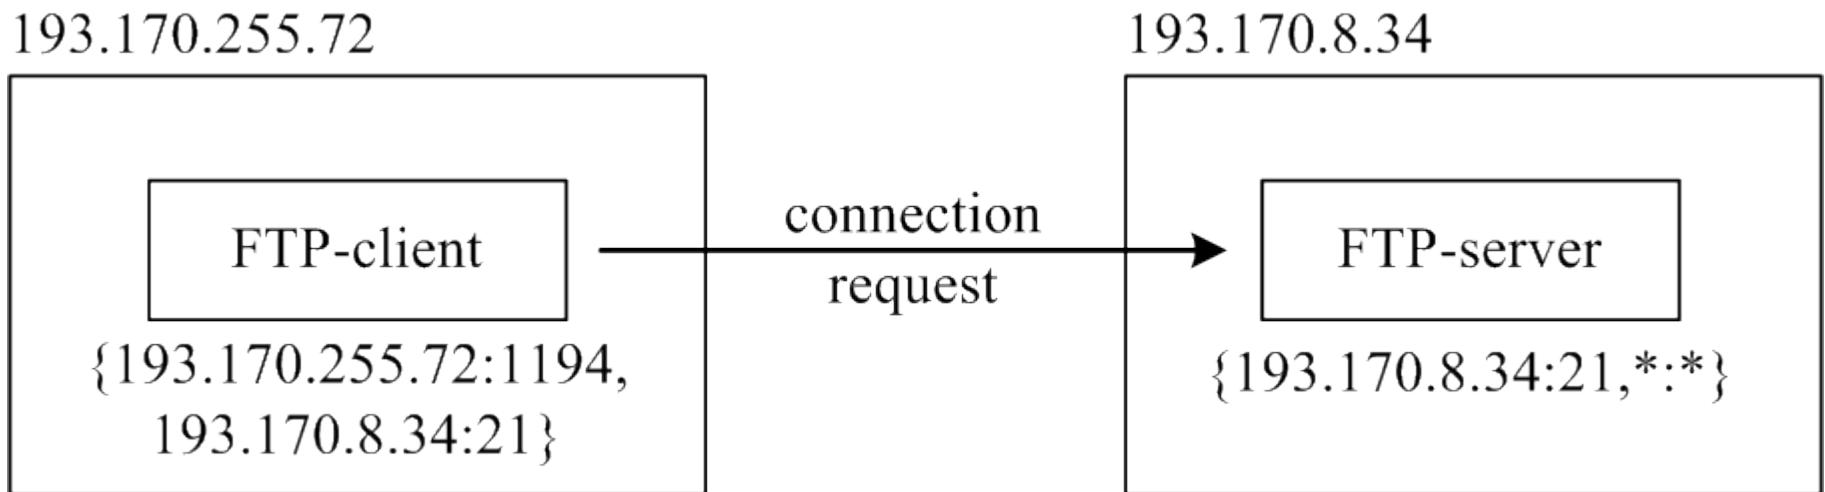 193.170.255.72
193.170.8.34
FTP-client
connection
request
FTP-server
{193.170.255.72:1194,
193.170.8.34:21}
{193.170.8.34:21,*:*}